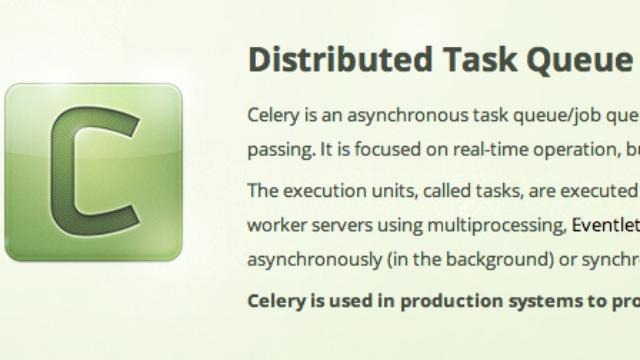 C
Distributed Task Queue
Celery is an asynchronous task queue/job que
passing. It is focused on real-time operation, bu
The execution units, called tasks, are executed
worker servers using multiprocessing, Eventlet
asynchronously (in the background) or synchr
Celery is used in production systems to pro